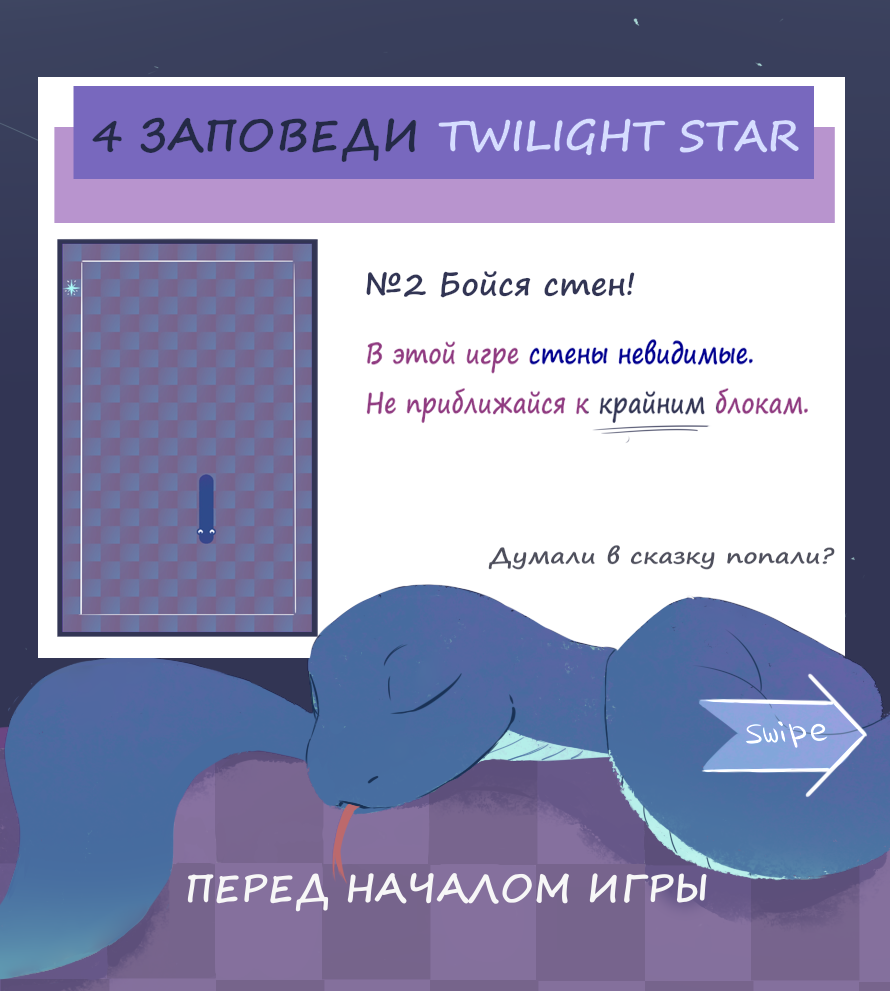 4 ЗАПОВЕДИ TWILIGHT STAR
№2 Бойся стен!
В этой игре стены невидимые.
Не приближайся к крайним блокам.
Думали в сказку попали?
swipe
ПЕРЕД НАЧАЛОМ ИГРЫ